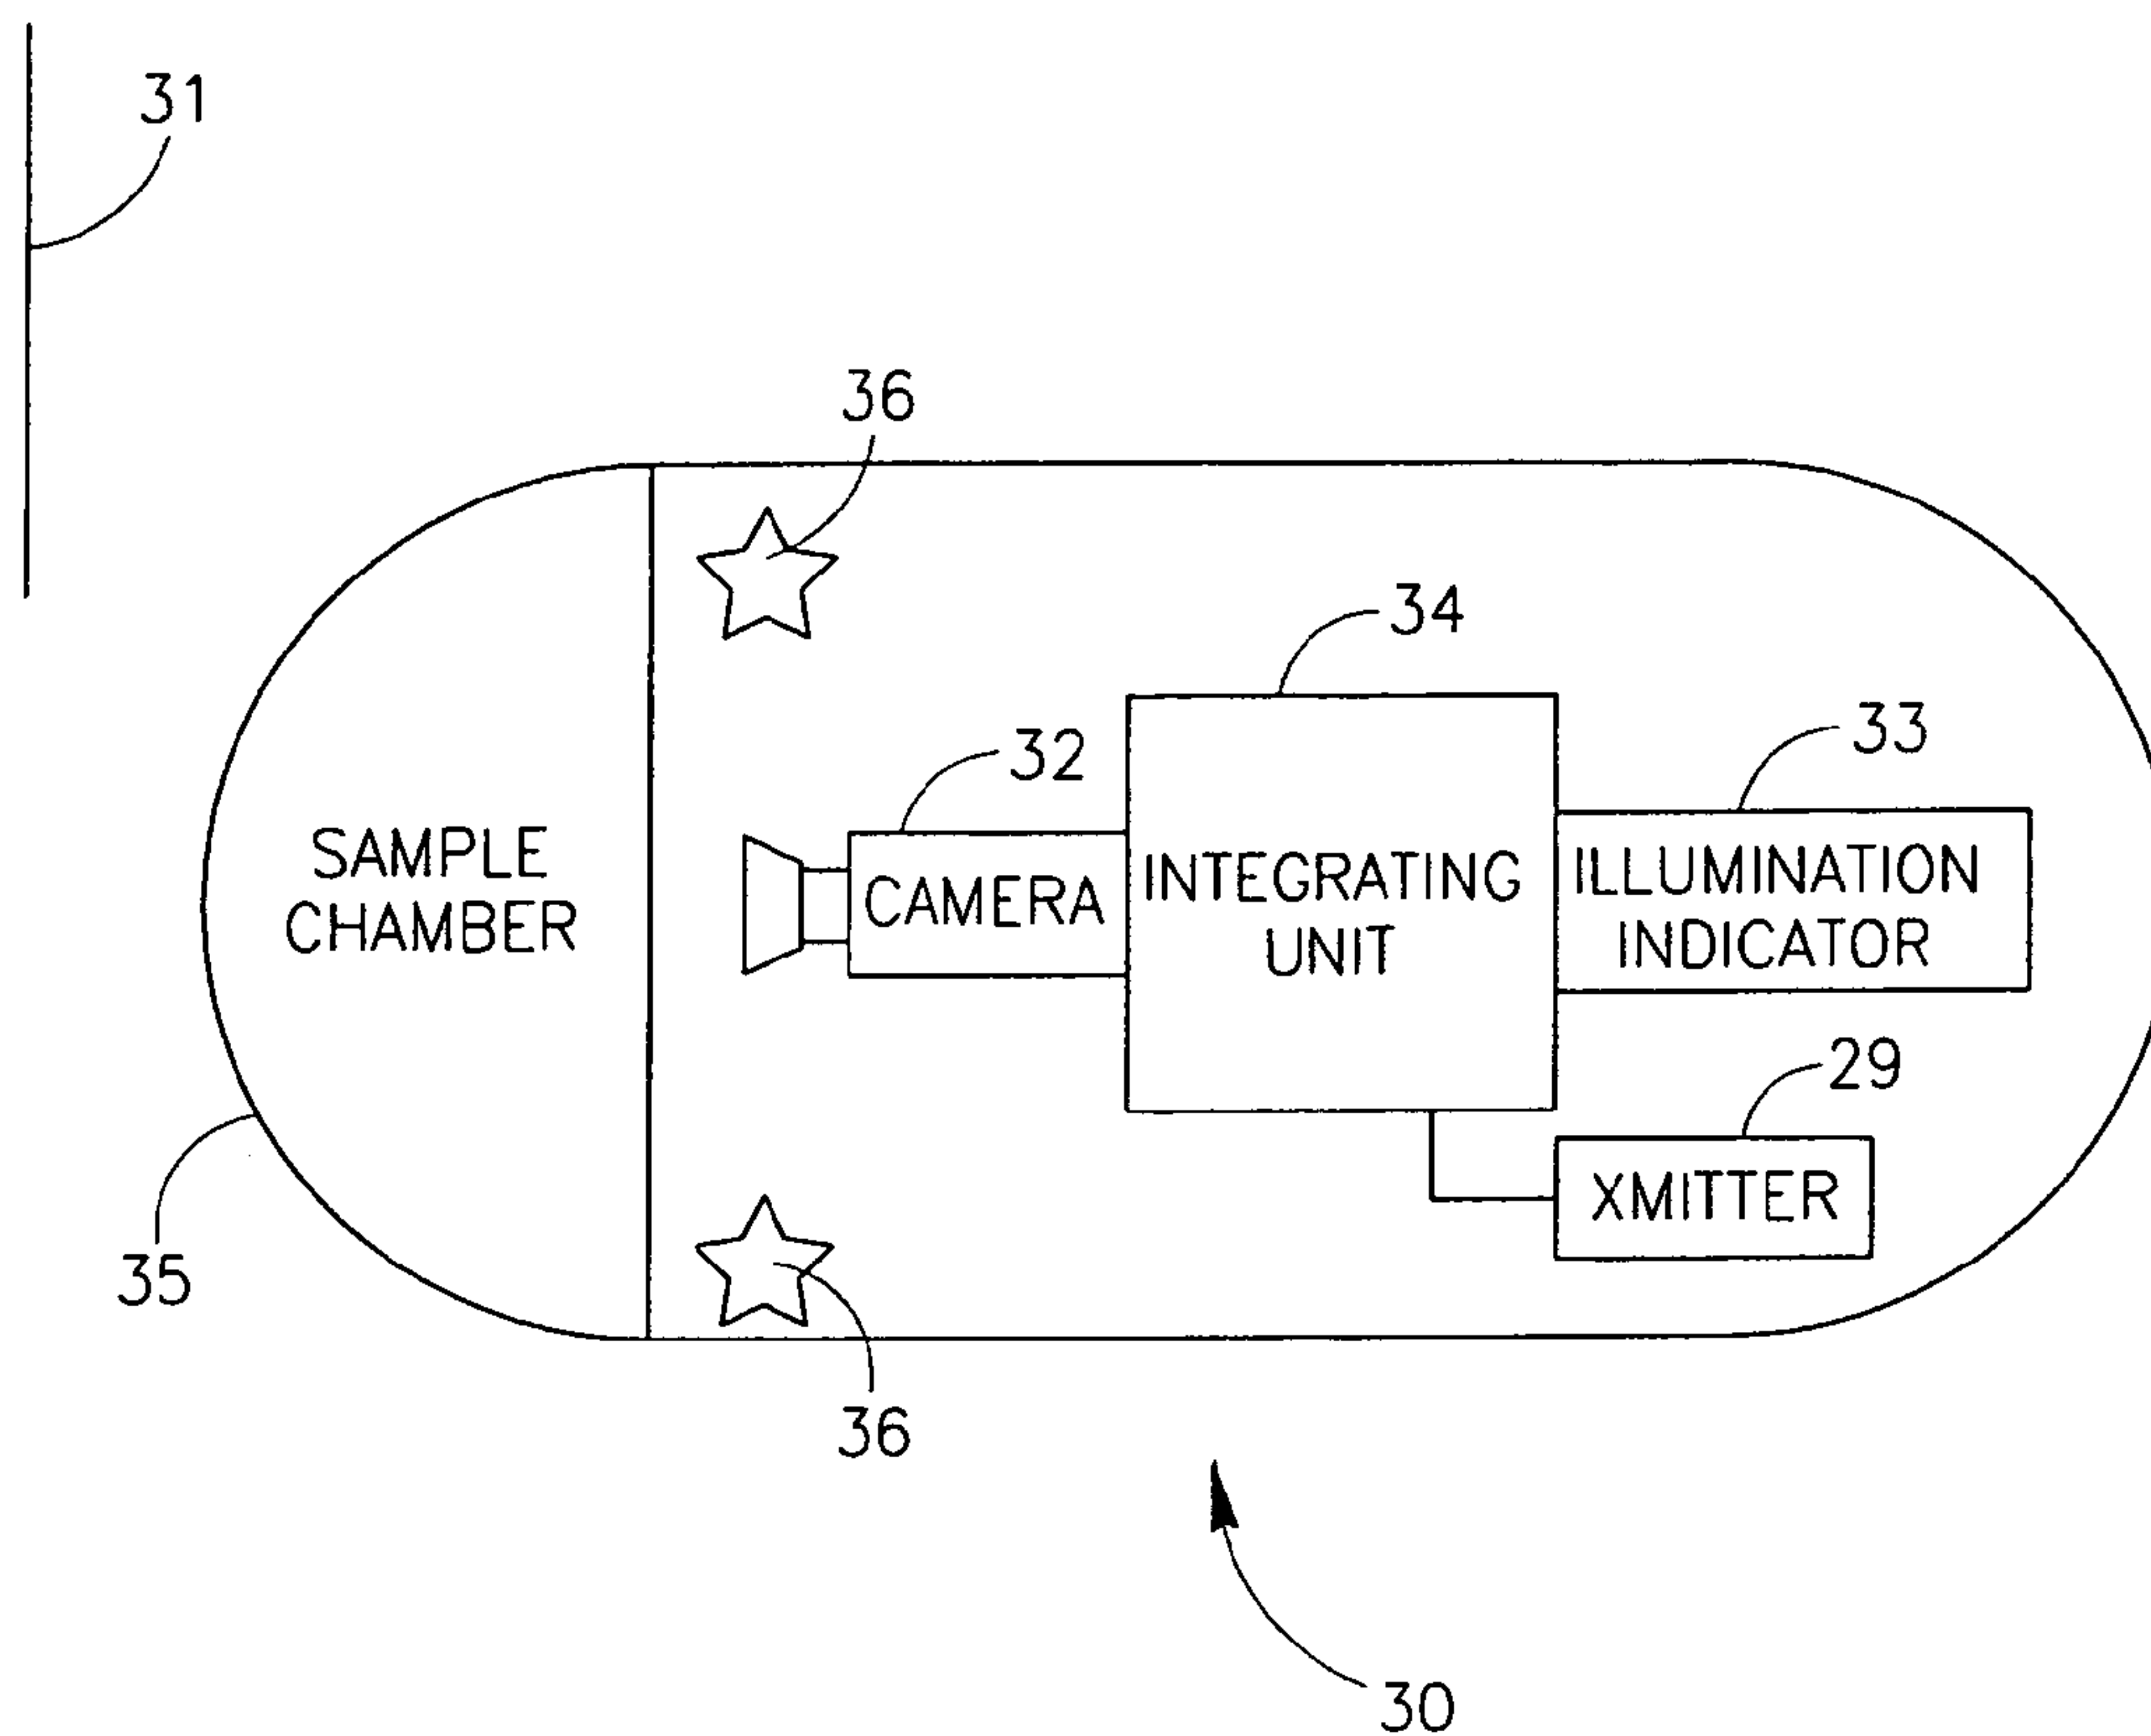 31
36
34
33
32
SAMPLE
CHAMBER
CAMERA
INTEGRATING
UNIT
ILLUMINATION
INDICATOR
29
XMITTER
35
36
30